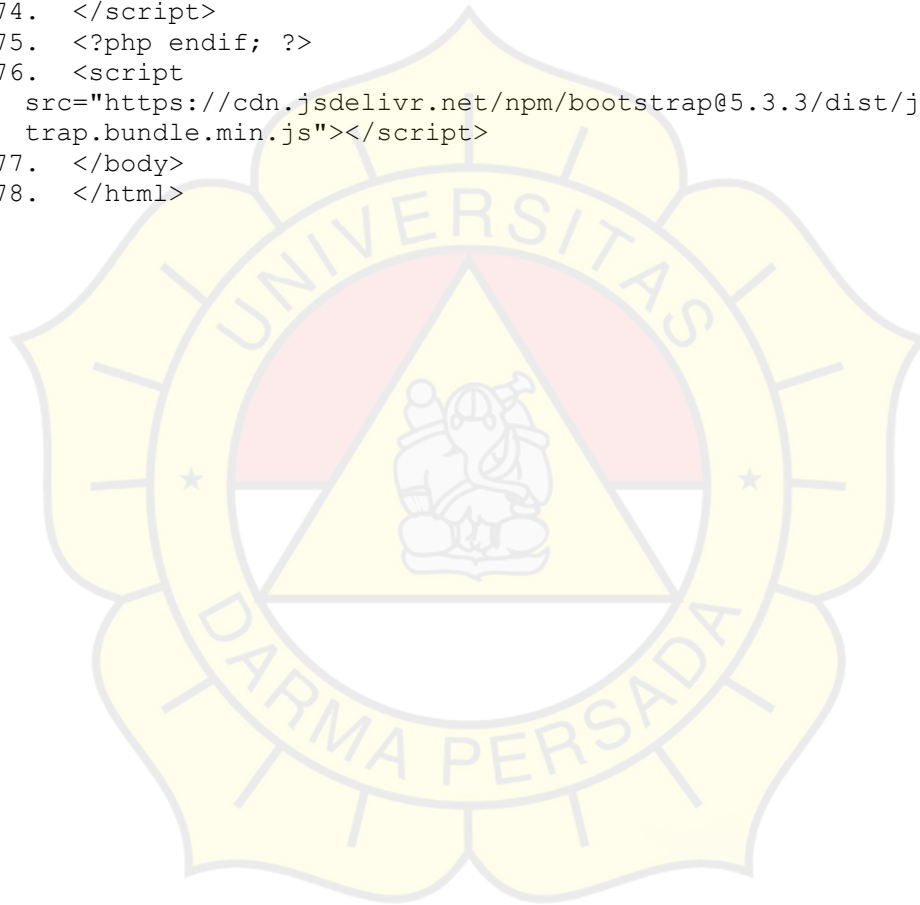 74. </script>
75. <?php endif; ?>
76. <script
src="https://cdn.jsdelivr.net/npm/bootstrap@5.3.3/dist/j
trap.bundle.min.js"></script>
77. </body>
78. </html>
UNIVERSITAS
DARMA PERSADA